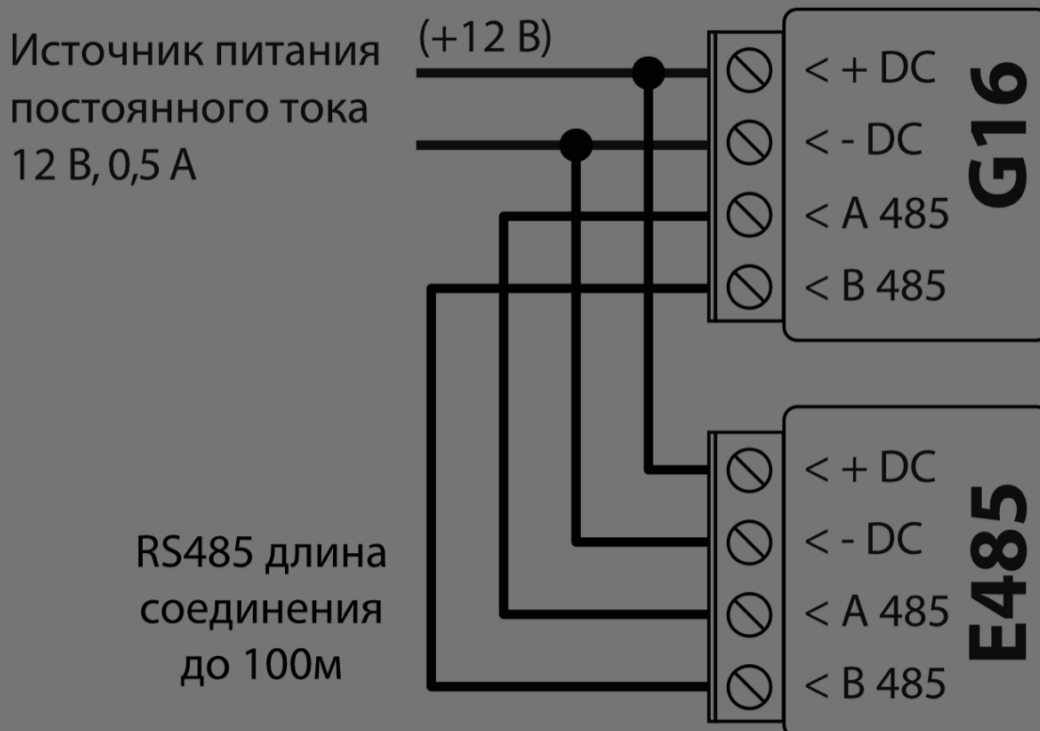 Источник питания
постоянного тока
12 В, 0,5 А
(+12 В)
< + DC
< - DC
< A 485
< B 485
G16
RS485 длина
соединения
до 100м
< + DC
< - DC
< A 485
< B 485
E485